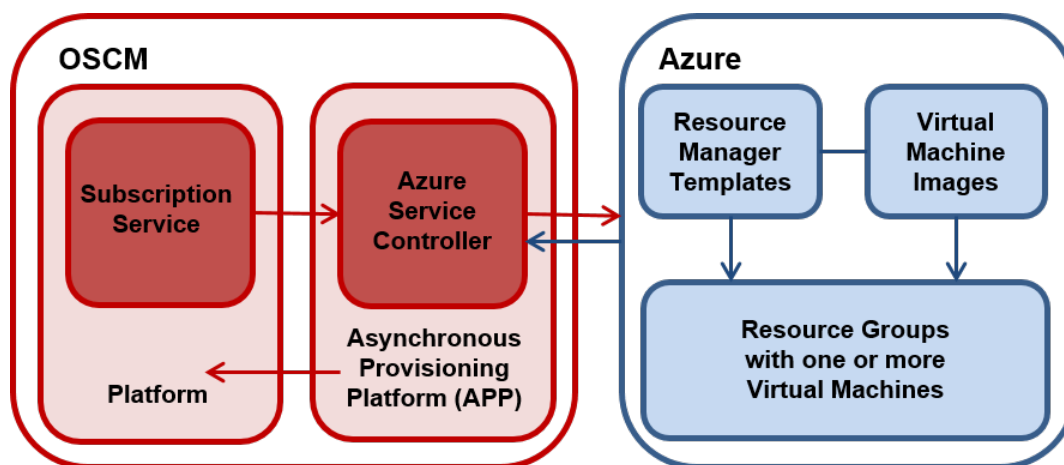 OSCM
Subscription
Service
Platform
Azure
Service
Controller
Asynchronous
Provisioning
Platform (APP)
Azure
Resource
Manager
Templates
Virtual
Machine
Images
Resource Groups
with one or more
Virtual Machines